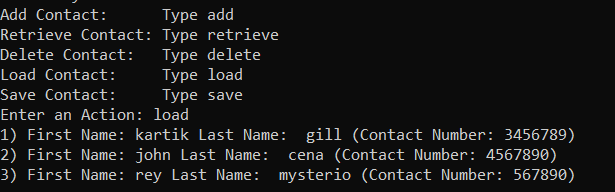 Add Contact:       Type add
Retrieve Contact:  Type retrieve
Delete Contact:    Type delete
Load Contact:      Type load
Save Contact:      Type save
Enter an Action: load
1) First Name: kartik Last Name:  gill (Contact Number: 3456789)
2) First Name: john Last Name:  cena (Contact Number: 4567890)
3) First Name: rey Last Name:  mysterio (Contact Number: 567890)